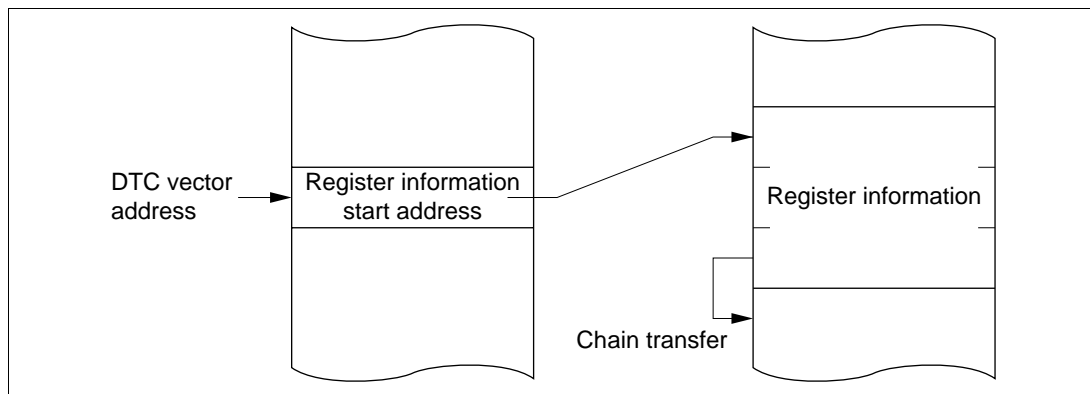 DTC vector
address
Register information
start address
Register information
Chain transfer